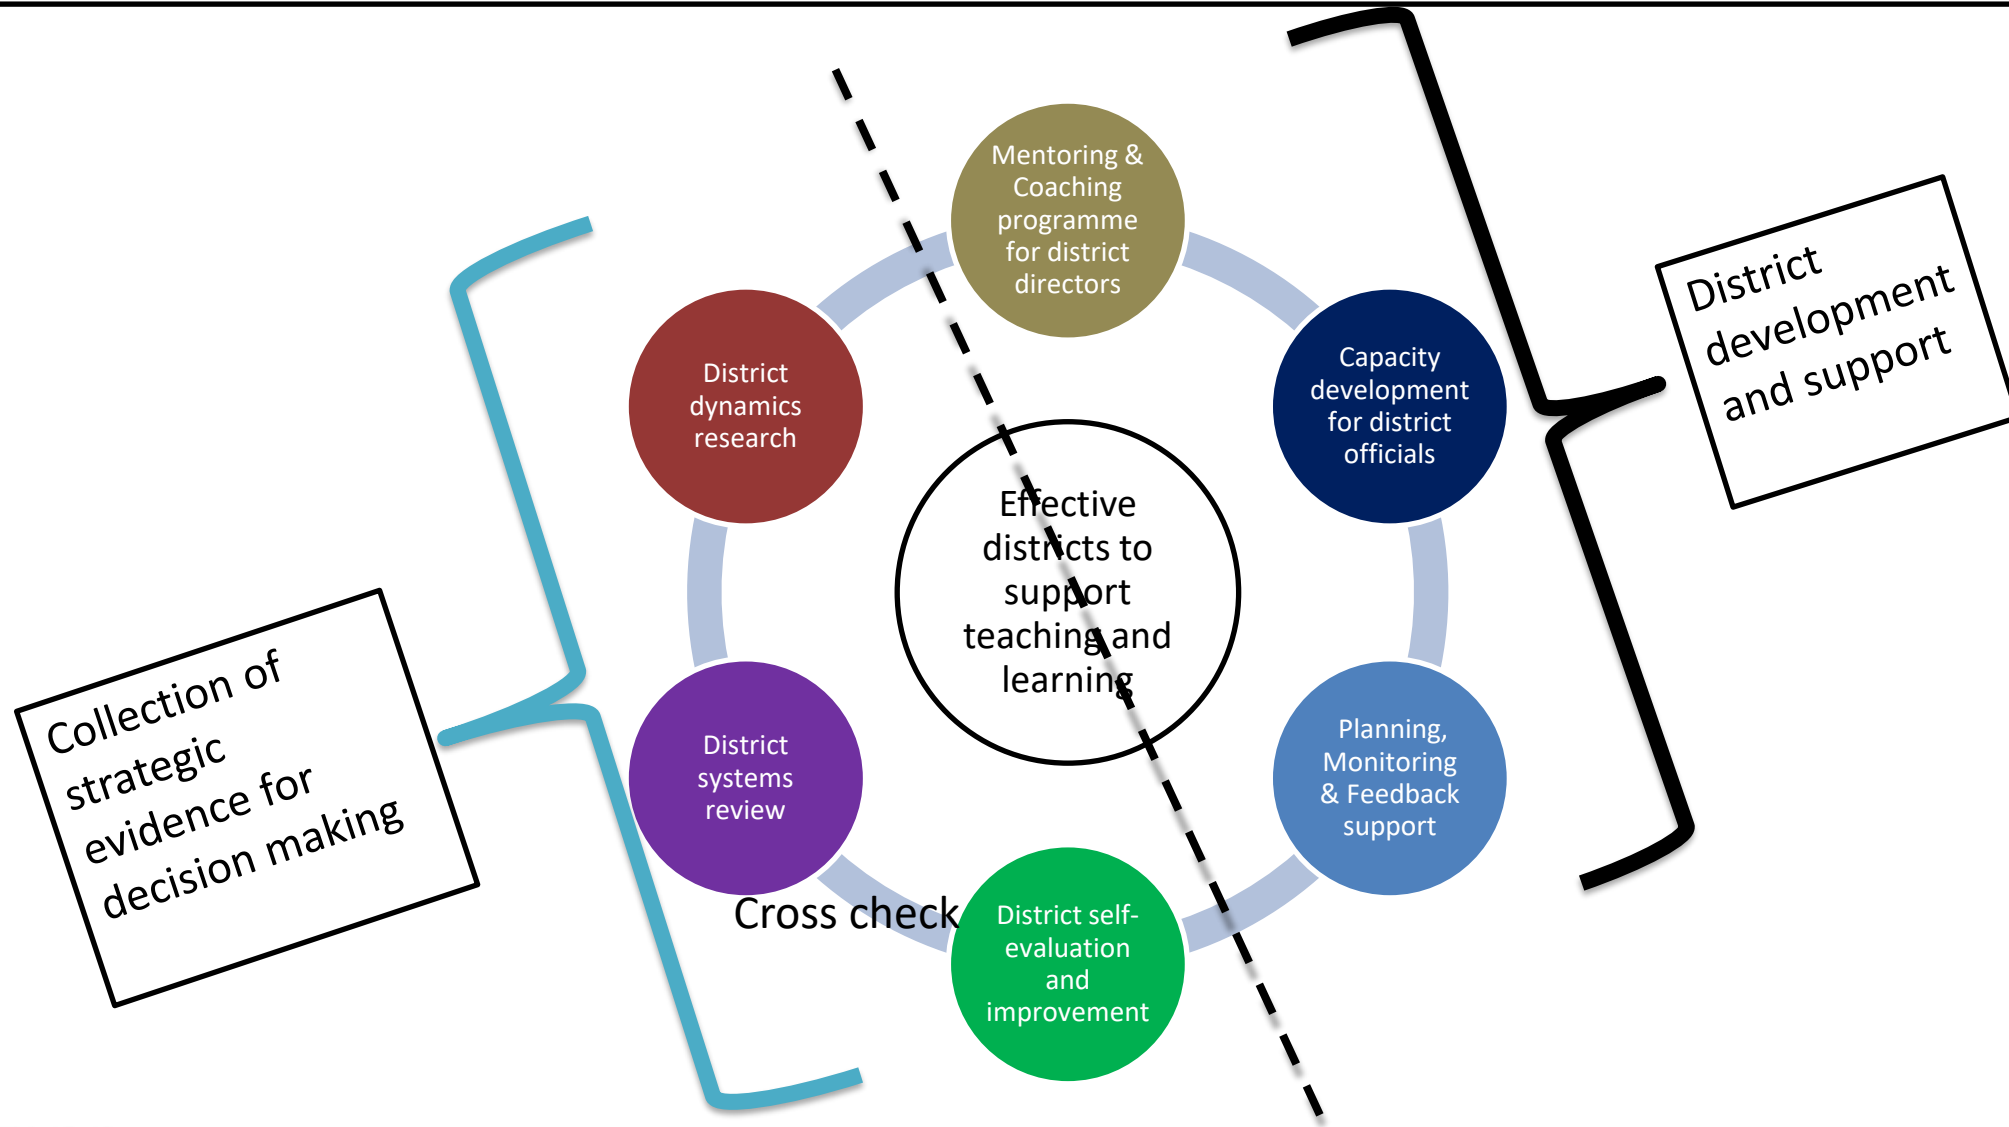 Mentoring &
Coaching
programme
for district
directors
Capacity
development
for district
officials
Planning,
Monitoring
& Feedback
support
District self-
evaluation
and
improvement
District
systems
review
District
dynamics
research
Effective
districts to
support
teaching and
learning
Cross check
District
development
and support
Collection of
strategic
evidence for
decision making